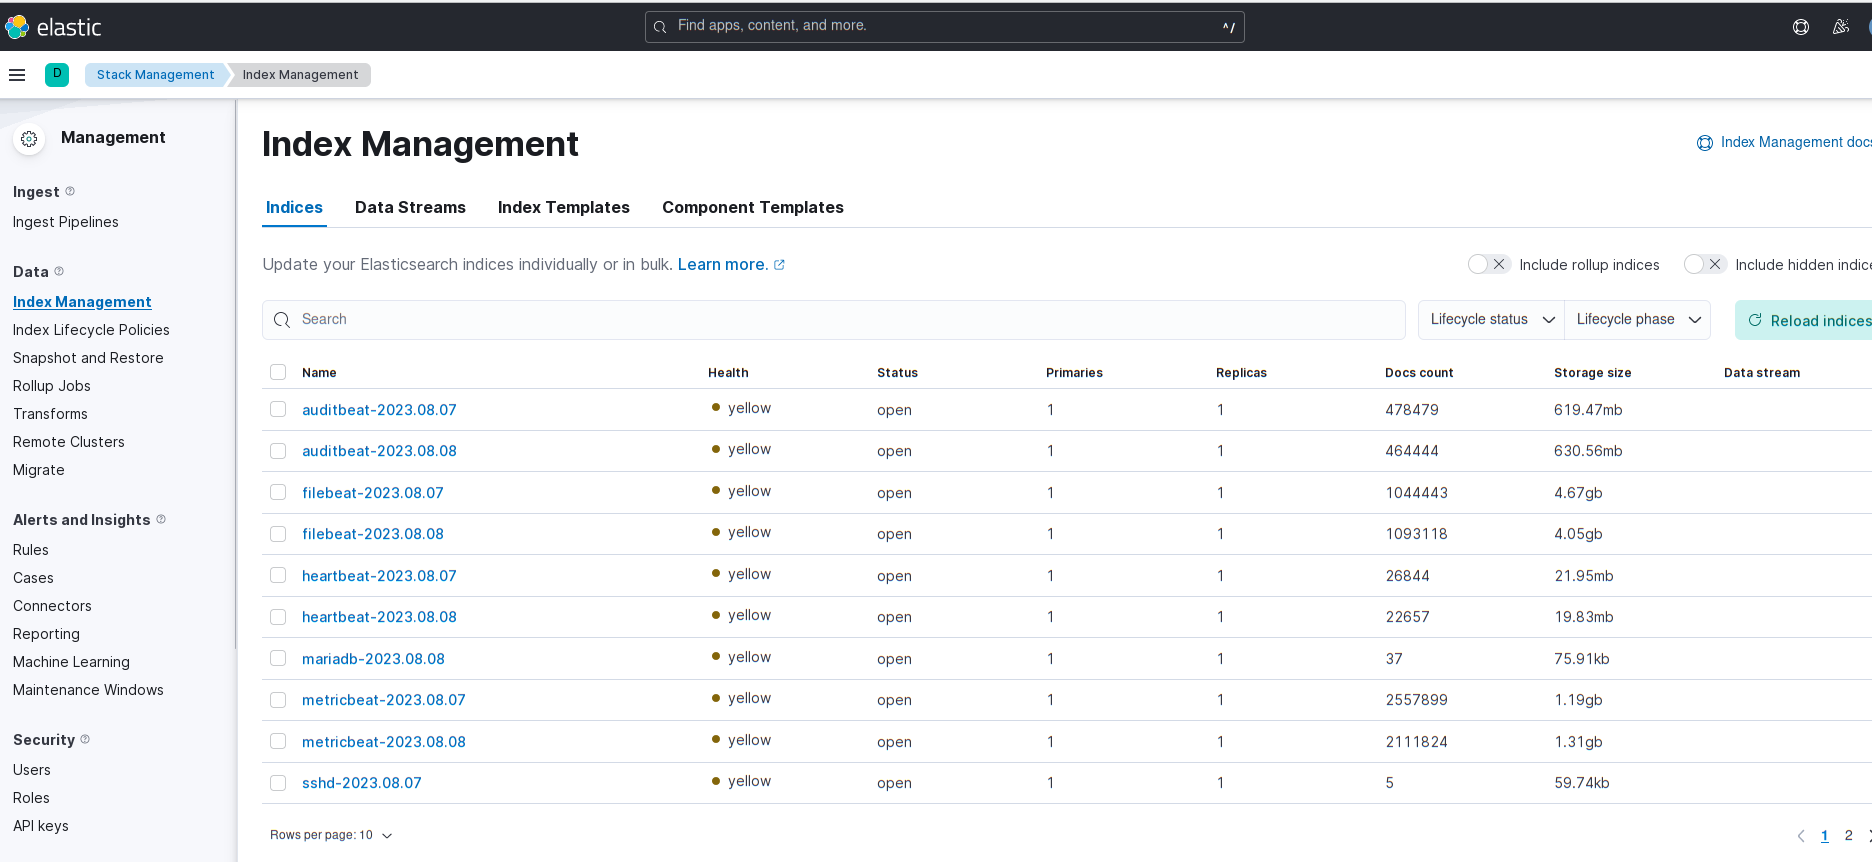 elastic
Find apps, content, and more.
^/
D
Stack Management
Index Management
Management
Ingest
Ingest Pipelines
Data
Index Management
Index Lifecycle Policies
Snapshot and Restore
Rollup Jobs
Transforms
Remote Clusters
Migrate
Alerts and Insights
Rules
Cases
Connectors
Reporting
Machine Learning
Maintenance Windows
Security
Users
Roles
API keys
Index Management
Index Management docs
Indices Data Streams Index Templates Component Templates
Update your Elasticsearch indices individually or in bulk. Learn more.
Include rollup indices
Include hidden indice
Search
Lifecycle status
Lifecycle phase
Reload indices
Name Health Status Primaries Replicas Docs count Storage size Data stream
auditbeat-2023.08.07 yellow open 1 1 478479 619.47mb
auditbeat-2023.08.08 yellow open 1 1 464444 630.56mb
filebeat-2023.08.07 yellow open 1 1 1044443 4.67gb
filebeat-2023.08.08 yellow open 1 1 1093118 4.05gb
heartbeat-2023.08.07 yellow open 1 1 26844 21.95mb
heartbeat-2023.08.08 yellow open 1 1 22657 19.83mb
mariadb-2023.08.08 yellow open 1 1 37 75.91kb
metricbeat-2023.08.07 yellow open 1 1 2557899 1.19gb
metricbeat-2023.08.08 yellow open 1 1 2111824 1.31gb
sshd-2023.08.07 yellow open 1 1 5 59.74kb
Rows per page: 10
1 2